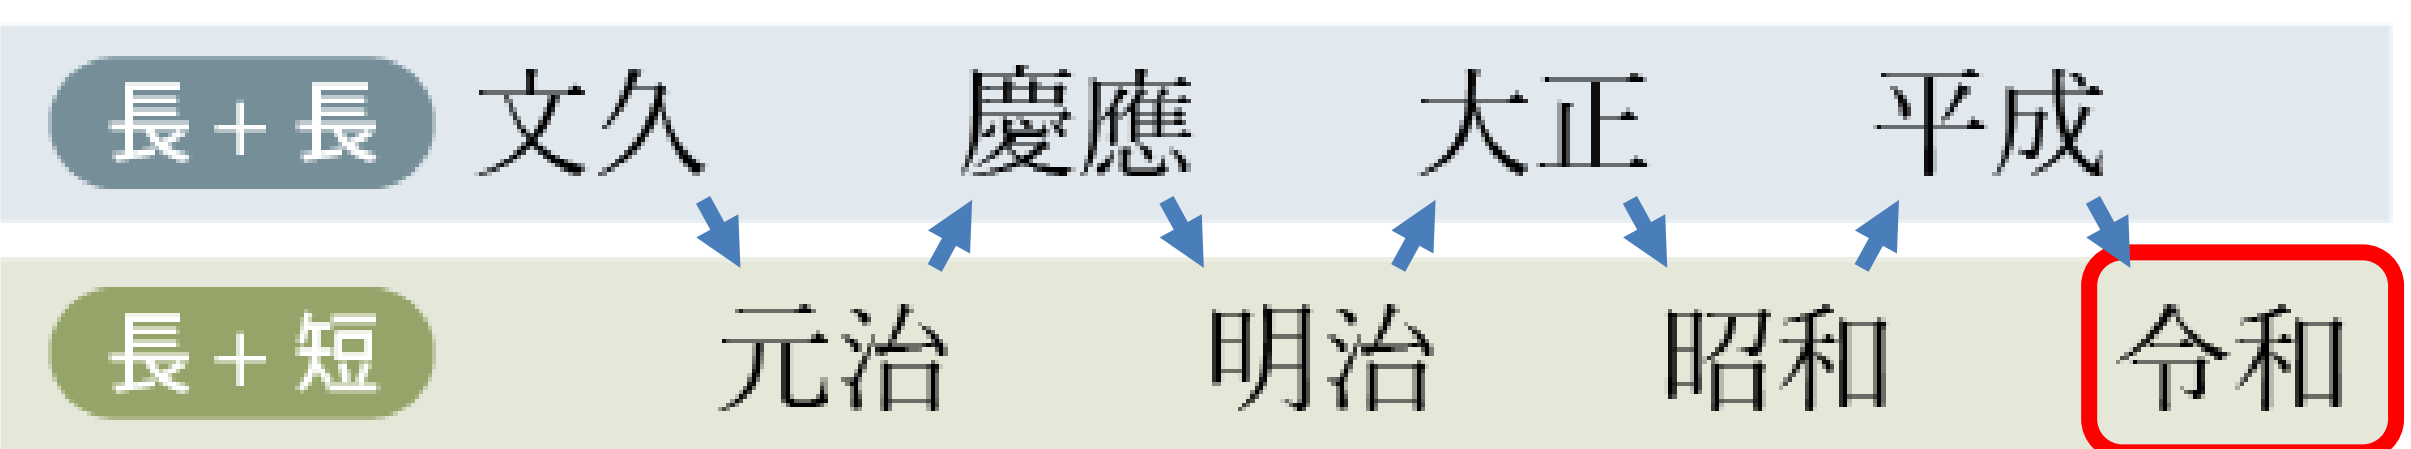 長+長 文久 慶應 大正 平成
長+短 元治 明治 昭和 令和